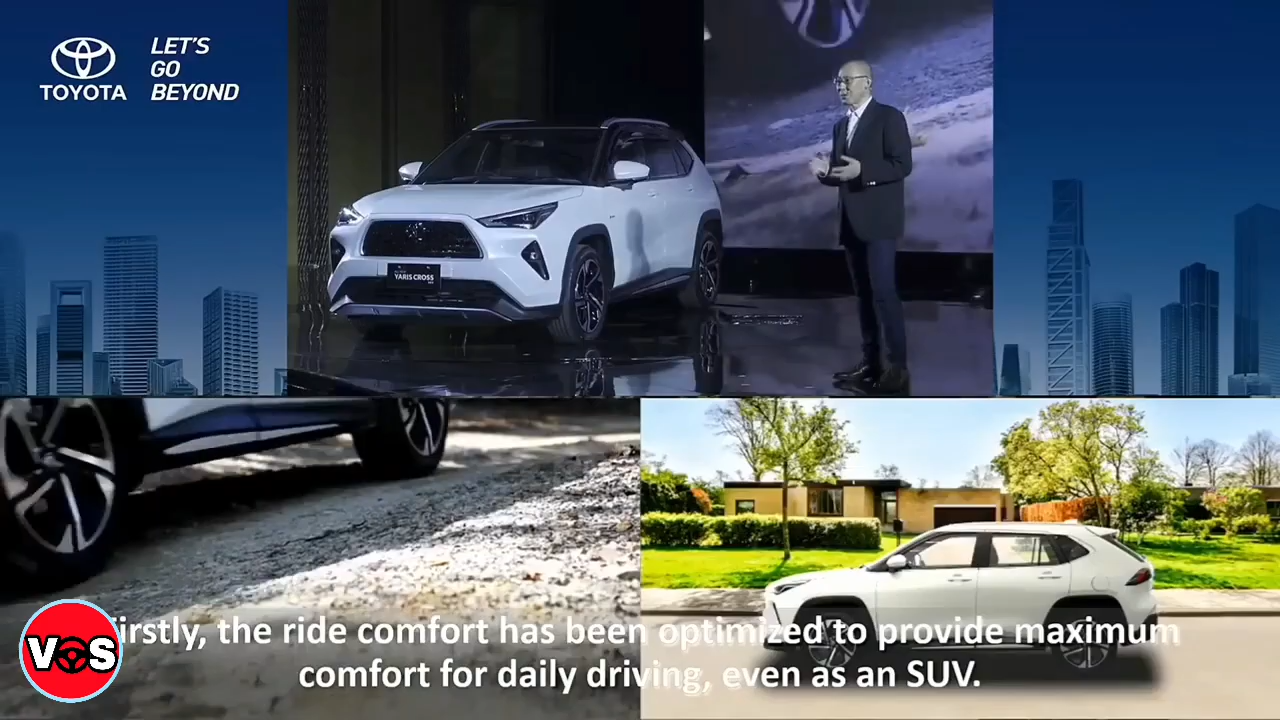 TOYOTA
LET'S
GO
BEYOND
YARIS CROSS
VOS
irstly, the ride comfort has been optimized to provide maximum
comfort for daily driving, even as an SUV.